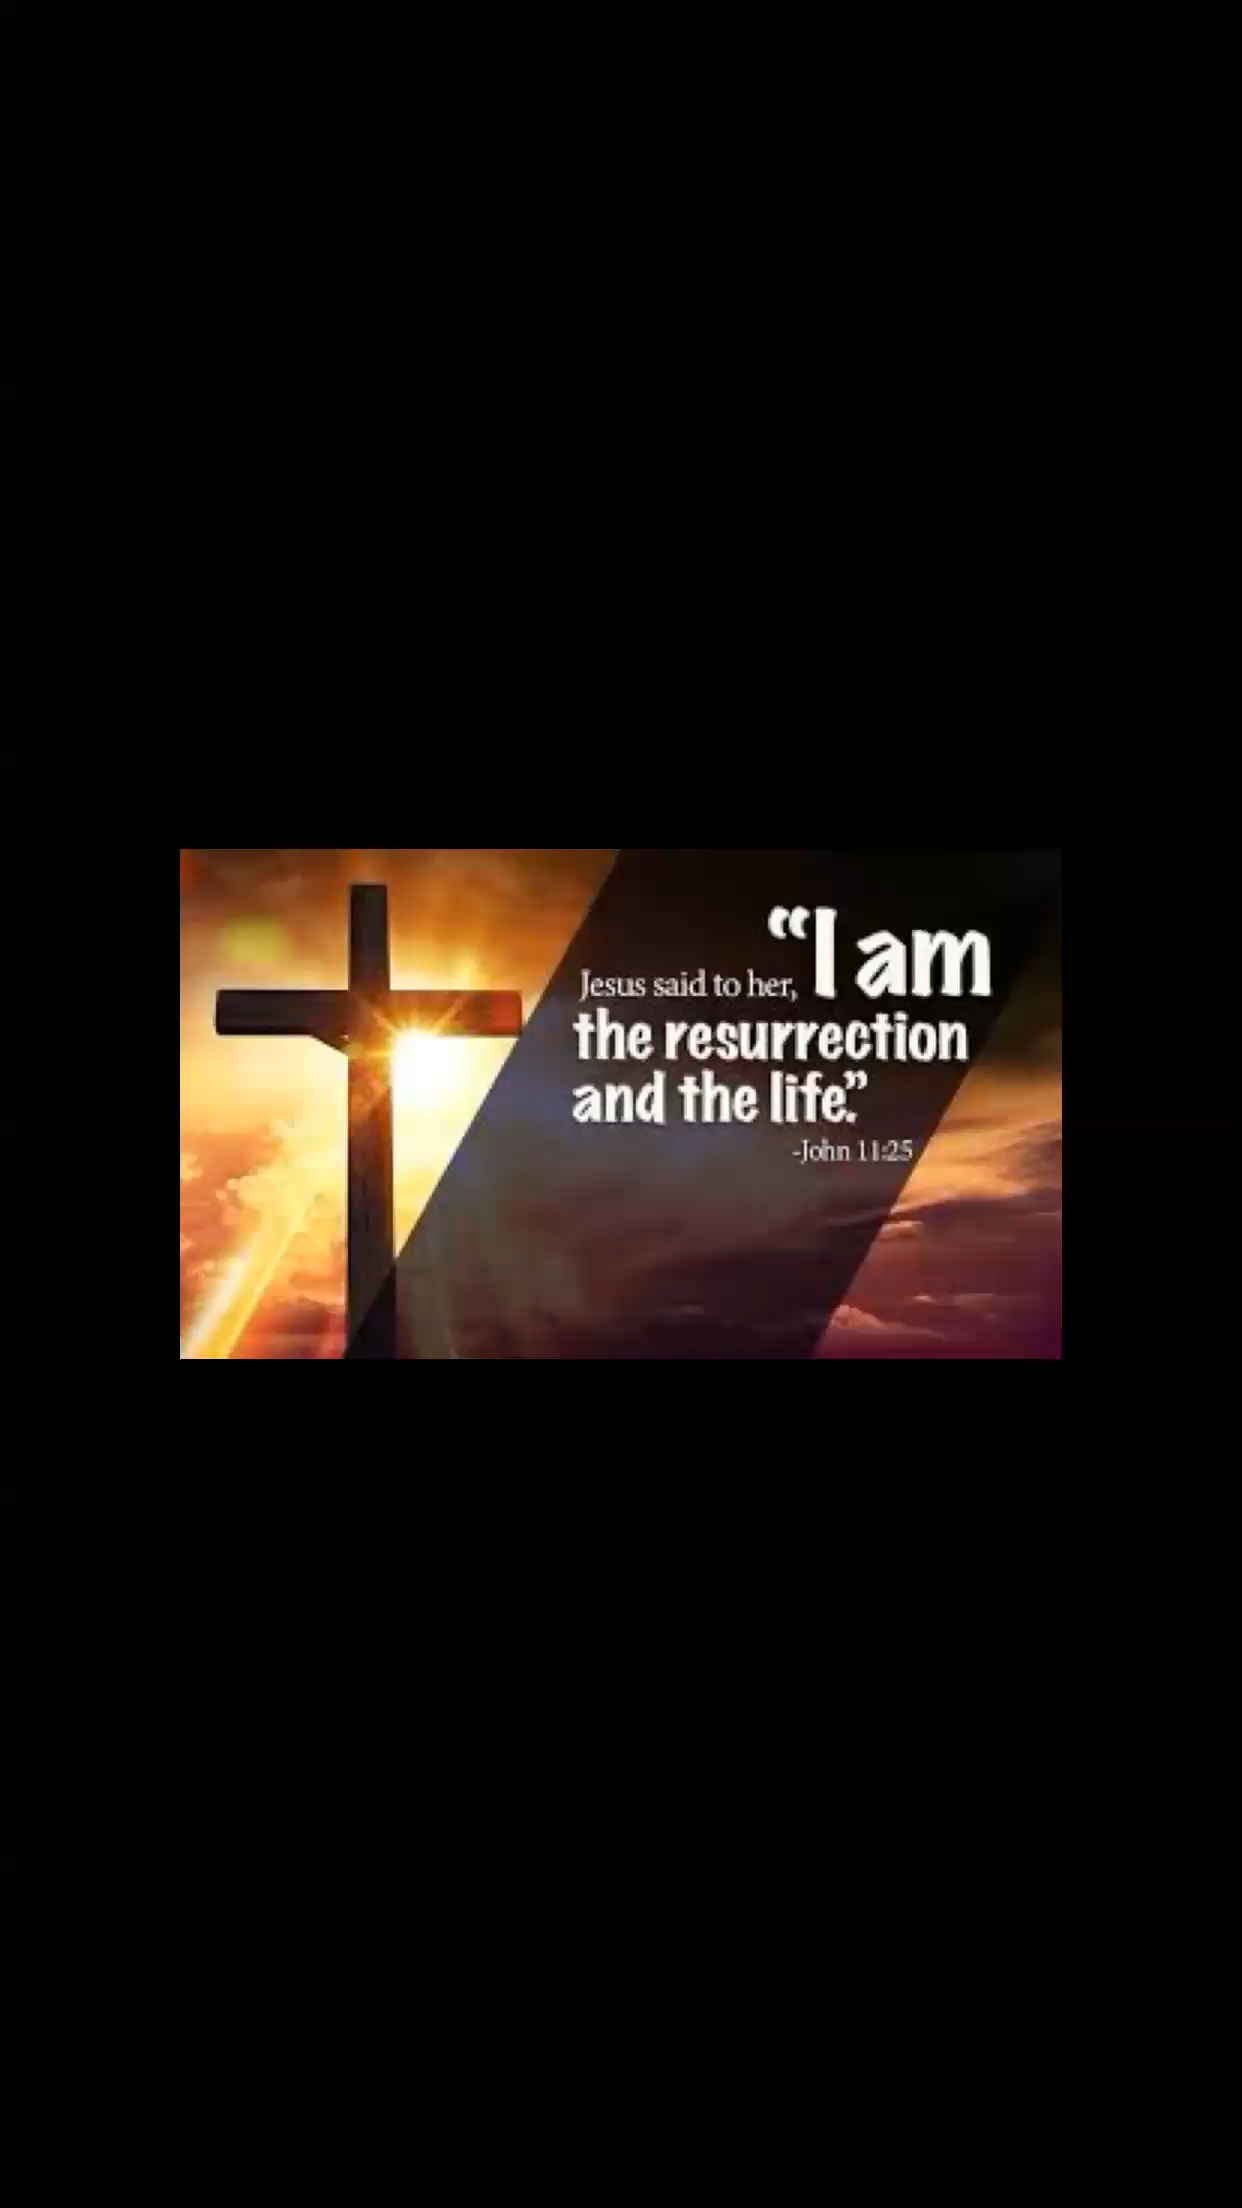 Jesus said to her, “I am
the resurrection
and the life.”
-John 11:25